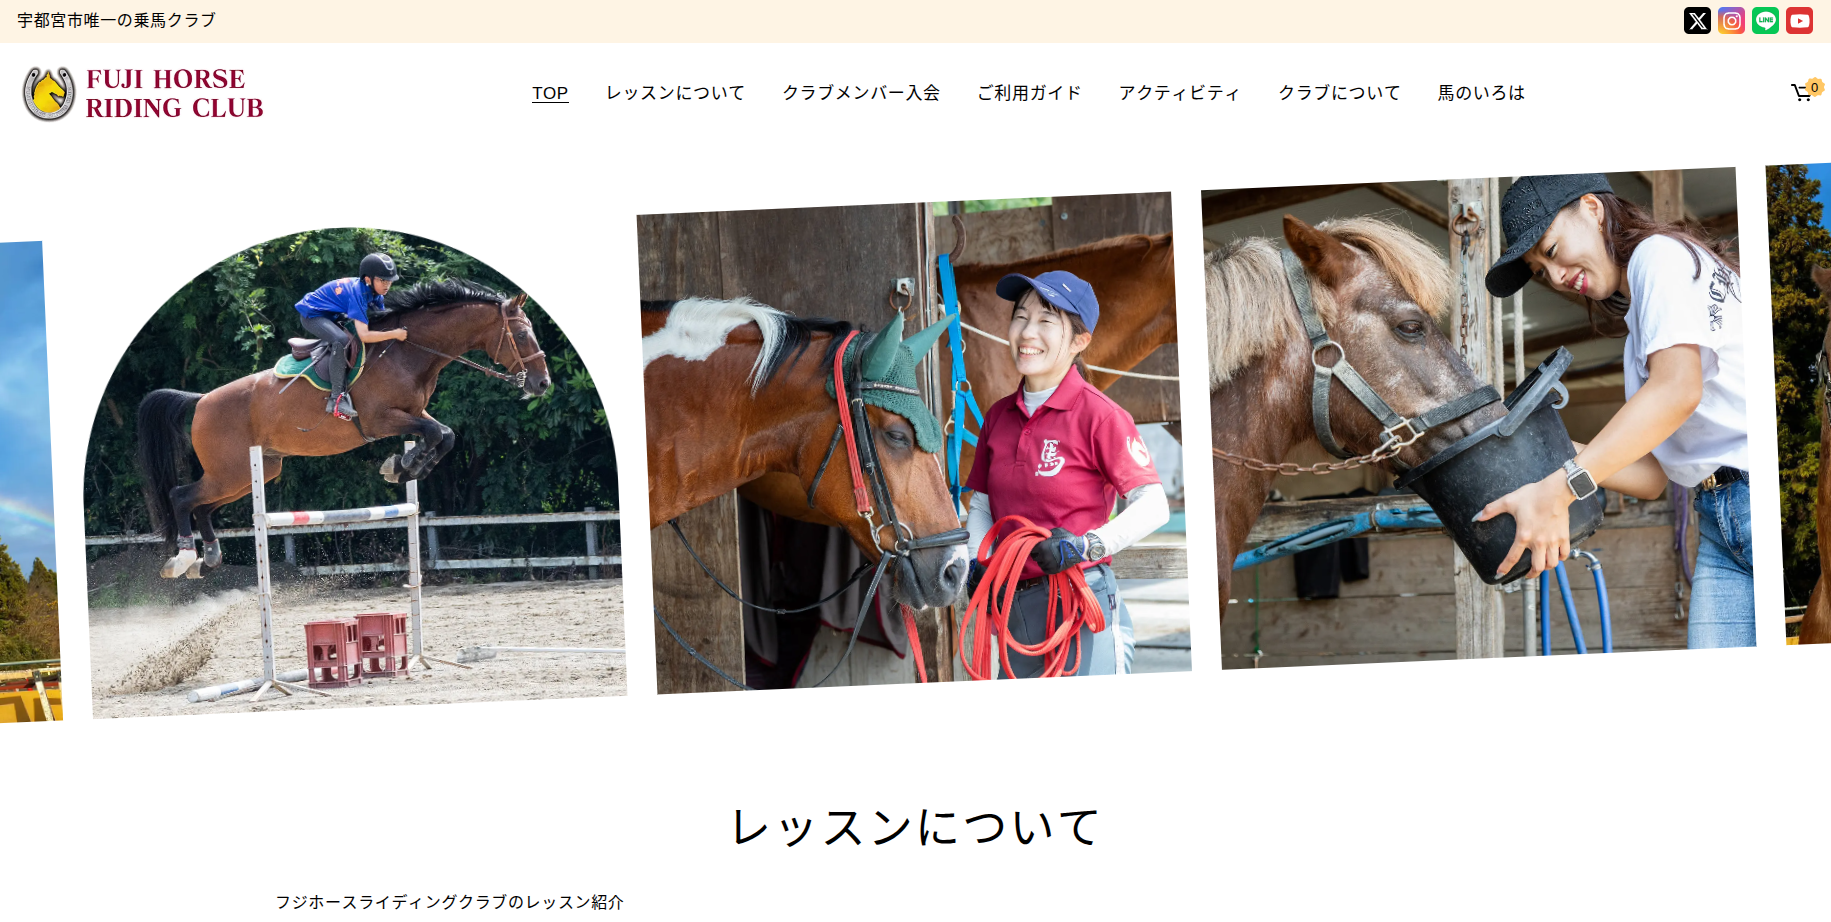 宇都宮市唯一の乗馬クラブ
FUJI HORSE
RIDING CLUB
TOP
レッスンについて
クラブメンバー入会
ご利用ガイド
アクティビティ
クラブについて
馬のいろは
0
LINE
馬
レッスンについて
フジホースライディングクラブのレッスン紹介